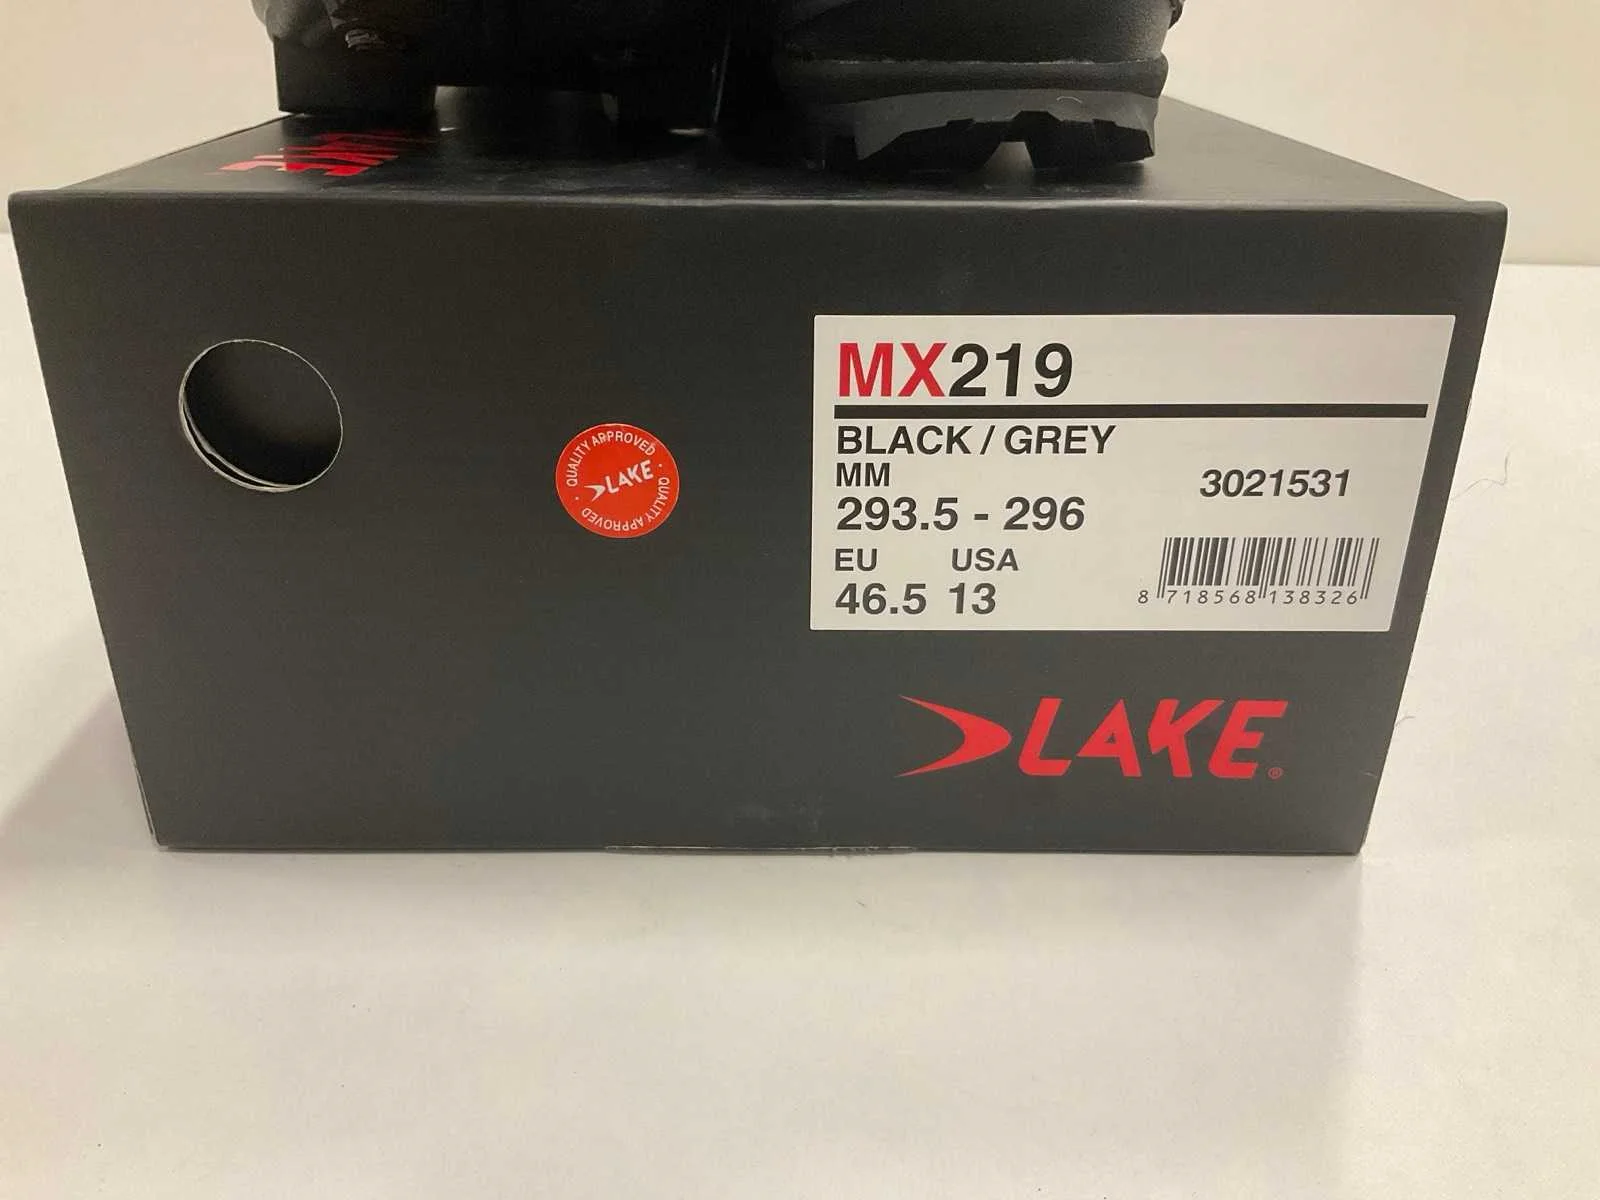 QUALITY APPROVED · QUALITY APPROVED ·
LAKE
MX219
BLACK / GREY
MM
3021531
293.5 - 296
EU USA
46.5 13
8 718568 138326
LAKE®